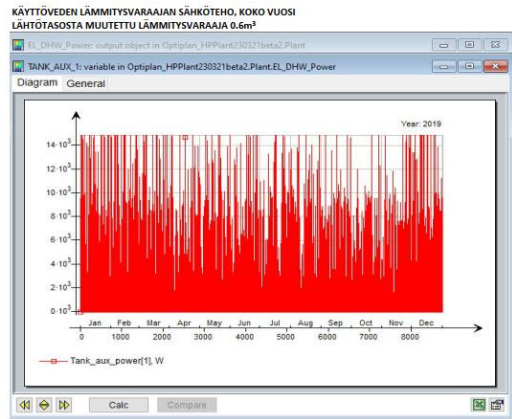 KÄYTTÖVEDEN LÄMMITYSVARAAJAN SÄHKÖTEHO, KOKO VUOSI
LÄHTÖTASOSTA MUUTETTU LÄMMITYSVARAAJA 0.6m³
EL_DHW_Power: output object in Optiplan_HPPlant230321beta2.Plant
TANK_AUX_1: variable in Optiplan_HPPlant230321beta2.Plant.EL_DHW_Power
Diagram General
Year: 2019
14·10³
12·10³
10·10³
8·10³
6·10³
4·10³
2·10³
0·10³
Jan Feb Mar Apr May Jun Jul Aug Sep Oct Nov Dec
0 1000 2000 3000 4000 5000 6000 7000 8000
Tank_aux_power[1], W
Calc Compare